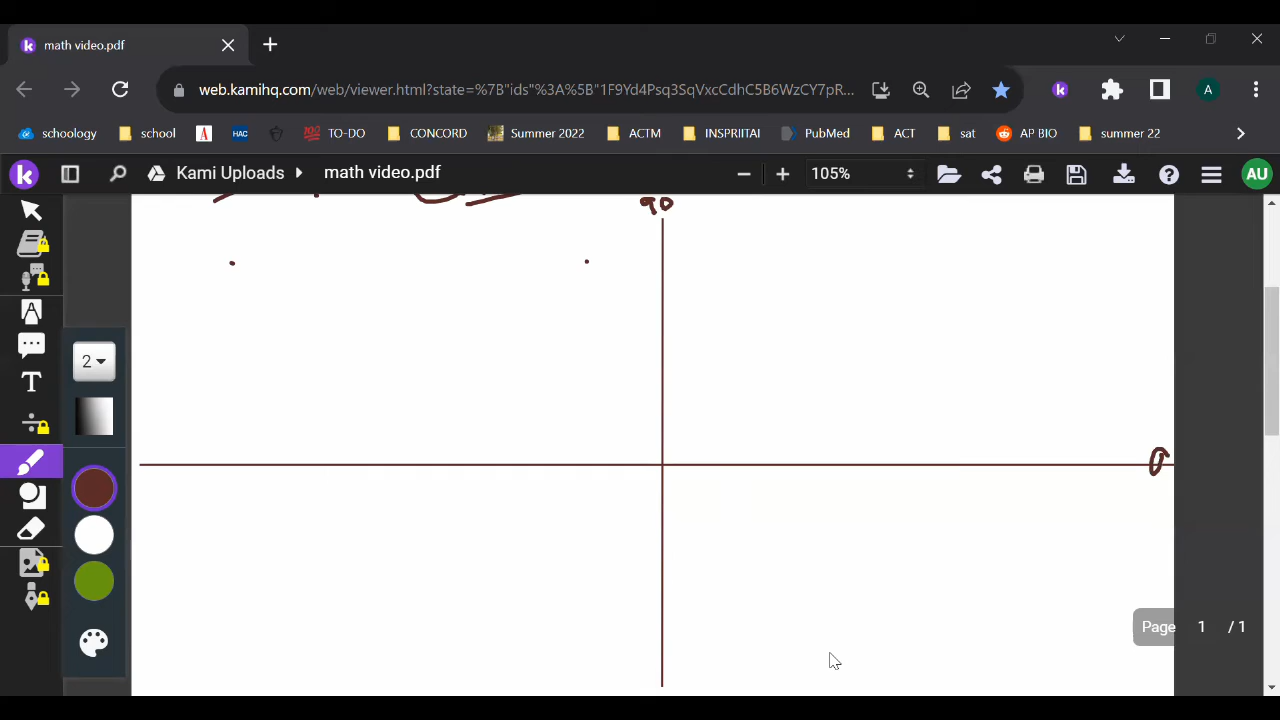 math video.pdf
web.kamihq.com/web/viewer.html?state=%7B"ids"%3A%5B"1F9Yd4Psq3SqVxcCdhC5B6WzCY7pR...
A
schoology school A HAC 100 TO-DO CONCORD Summer 2022 ACTM INSPRIITAI PubMed ACT sat AP BIO summer 22
k Kami Uploads math video.pdf 105% AU
90
A
T
2
0
Page 1 / 1